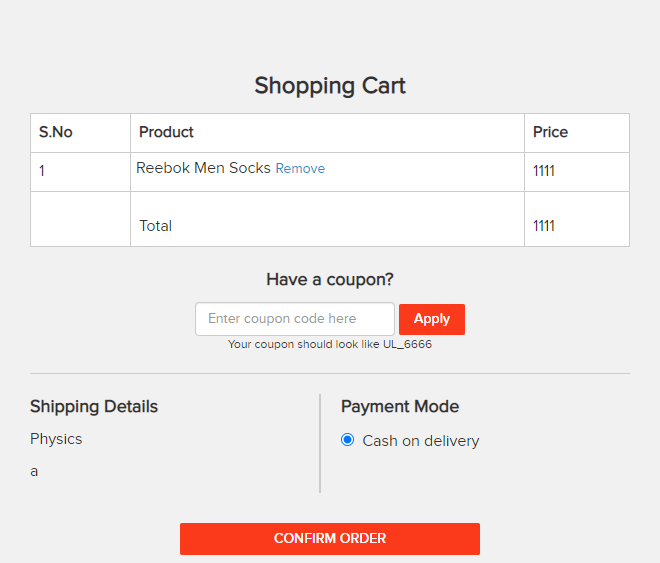 Shopping Cart
S.No Product Price
1 Reebok Men Socks Remove 1111
Total 1111
Have a coupon?
Enter coupon code here Apply
Your coupon should look like UL_6666
Shipping Details
Physics
a
Payment Mode
Cash on delivery
CONFIRM ORDER